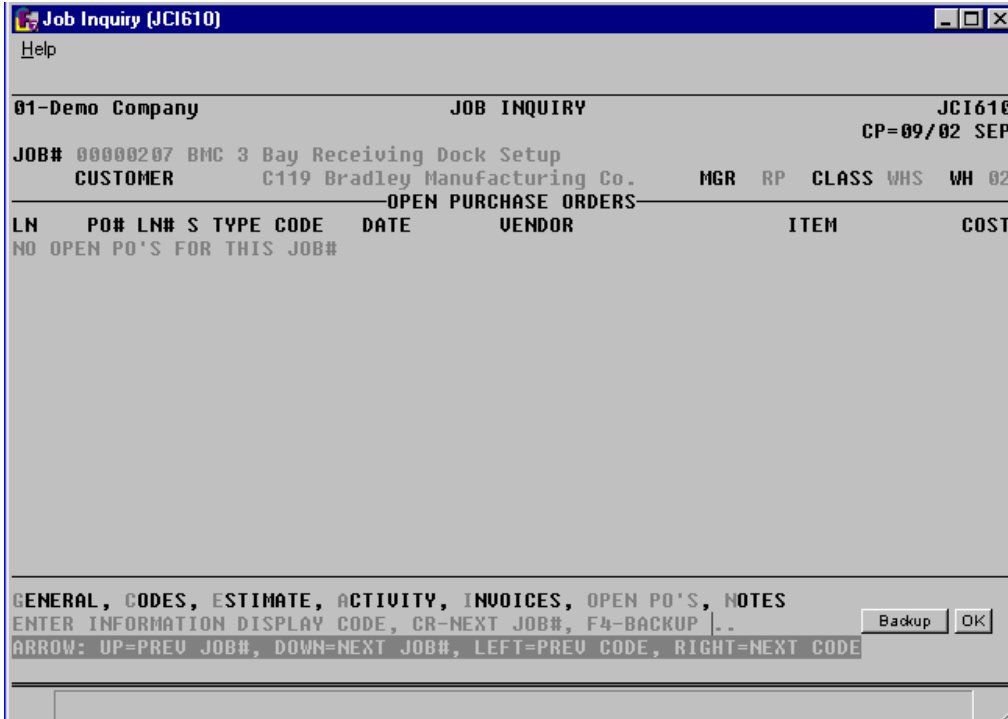 Job Inquiry (JCI610)
Help
01-Demo Company JOB INQUIRY JCI610
CP=09/02 SEP
JOB# 00000207 BMC 3 Bay Receiving Dock Setup
CUSTOMER C119 Bradley Manufacturing Co. MGR RP CLASS WHS WH 02
OPEN PURCHASE ORDERS
LN PO# LN# S TYPE CODE DATE VENDOR ITEM COST
NO OPEN PO'S FOR THIS JOB#
GENERAL, CODES, ESTIMATE, ACTIVITY, INVOICES, OPEN PO'S, NOTES
ENTER INFORMATION DISPLAY CODE, CR-NEXT JOB#, F4-BACKUP .. Backup OK
ARROW: UP=PREV JOB#, DOWN=NEXT JOB#, LEFT=PREV CODE, RIGHT=NEXT CODE